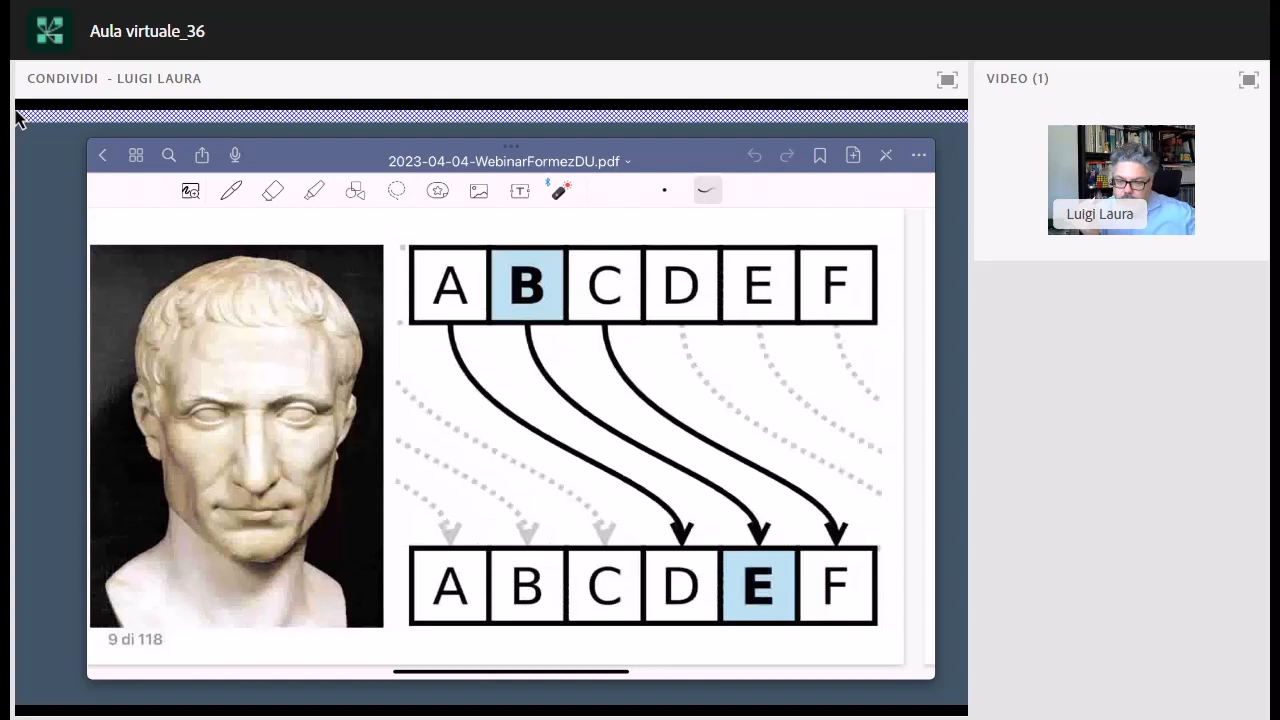 Aula virtuale_36
CONDIVIDI - LUIGI LAURA
VIDEO (1)
2023-04-04-WebinarFormezDU.pdf
Luigi Laura
A B C D E F
A B C D E F
9 di 118